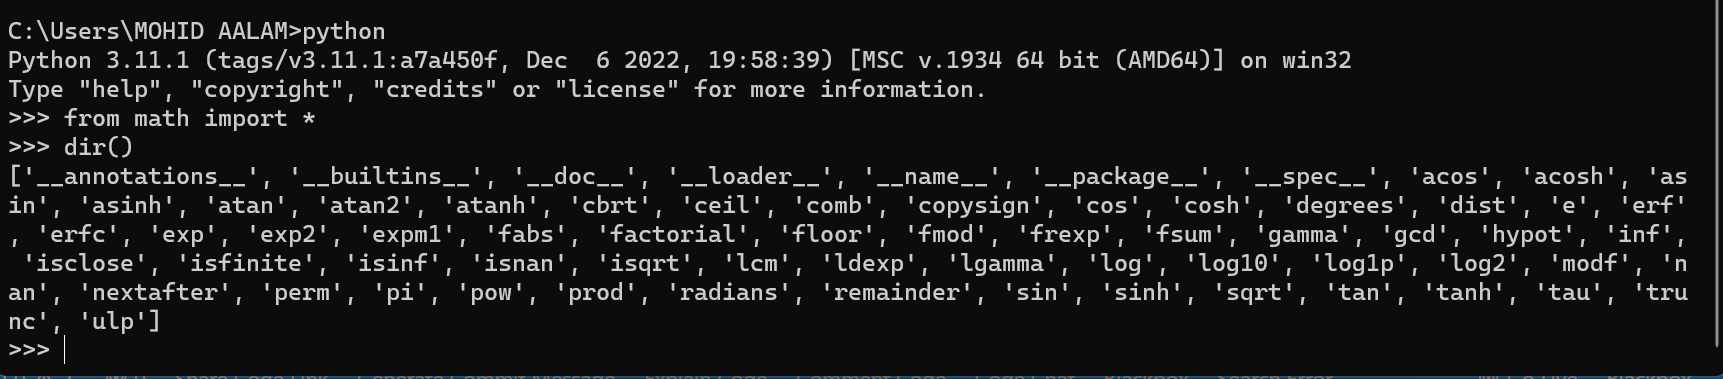 C:\Users\MOHID AALAM>python
Python 3.11.1 (tags/v3.11.1:a7a450f, Dec  6 2022, 19:58:39) [MSC v.1934 64 bit (AMD64)] on win32
Type "help", "copyright", "credits" or "license" for more information.
>>> from math import *
>>> dir()
['__annotations__', '__builtins__', '__doc__', '__loader__', '__name__', '__package__', '__spec__', 'acos', 'acosh', 'as
in', 'asinh', 'atan', 'atan2', 'atanh', 'cbrt', 'ceil', 'comb', 'copysign', 'cos', 'cosh', 'degrees', 'dist', 'e', 'erf'
, 'erfc', 'exp', 'exp2', 'expm1', 'fabs', 'factorial', 'floor', 'fmod', 'frexp', 'fsum', 'gamma', 'gcd', 'hypot', 'inf',
 'isclose', 'isfinite', 'isinf', 'isnan', 'isqrt', 'lcm', 'ldexp', 'lgamma', 'log', 'log10', 'log1p', 'log2', 'modf', 'n
an', 'nextafter', 'perm', 'pi', 'pow', 'prod', 'radians', 'remainder', 'sin', 'sinh', 'sqrt', 'tan', 'tanh', 'tau', 'tru
nc', 'ulp']
>>>